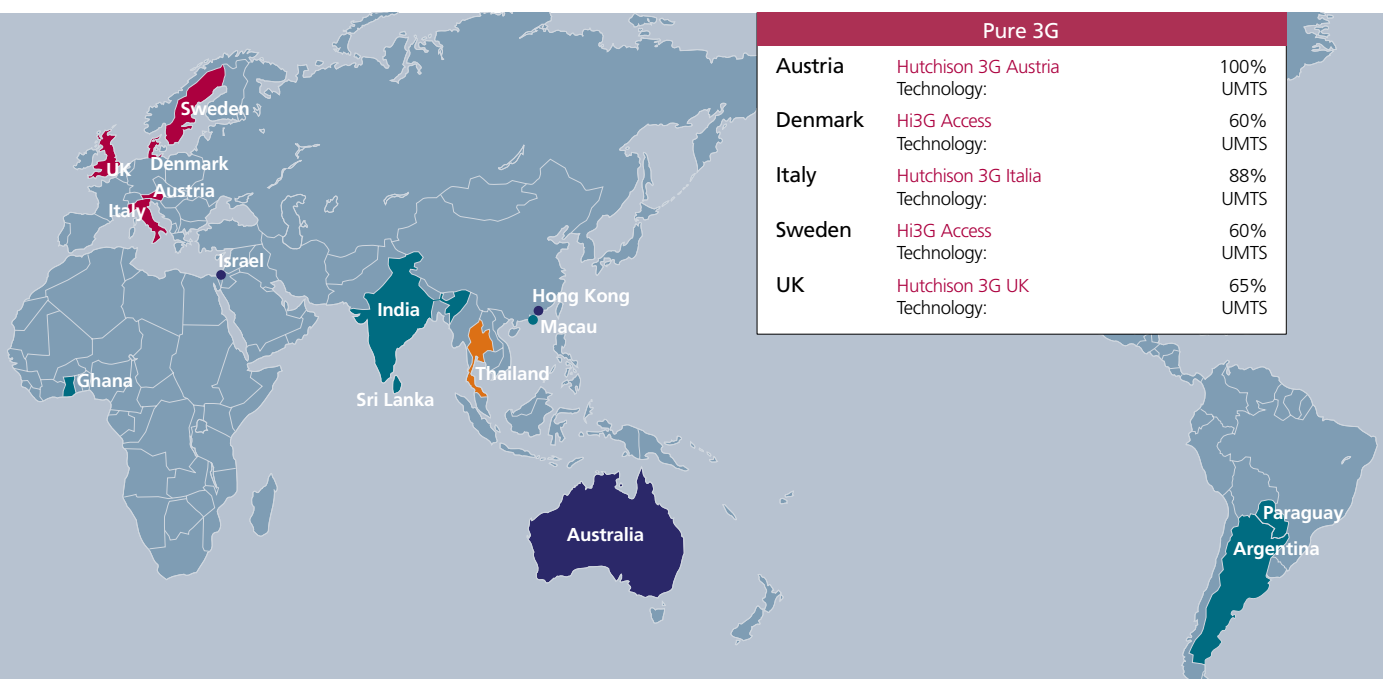 Pure 3G
Austria Hutchison 3G Austria 100%
Technology: UMTS
Denmark Hi3G Access 60%
Technology: UMTS
Italy Hutchison 3G Italia 88%
Technology: UMTS
Sweden Hi3G Access 60%
Technology: UMTS
UK Hutchison 3G UK 65%
Technology: UMTS
Sweden
UK
Denmark
Austria
Italy
Israel
India
Hong Kong
Macau
Ghana
Thailand
Sri Lanka
Australia
Paraguay
Argentina